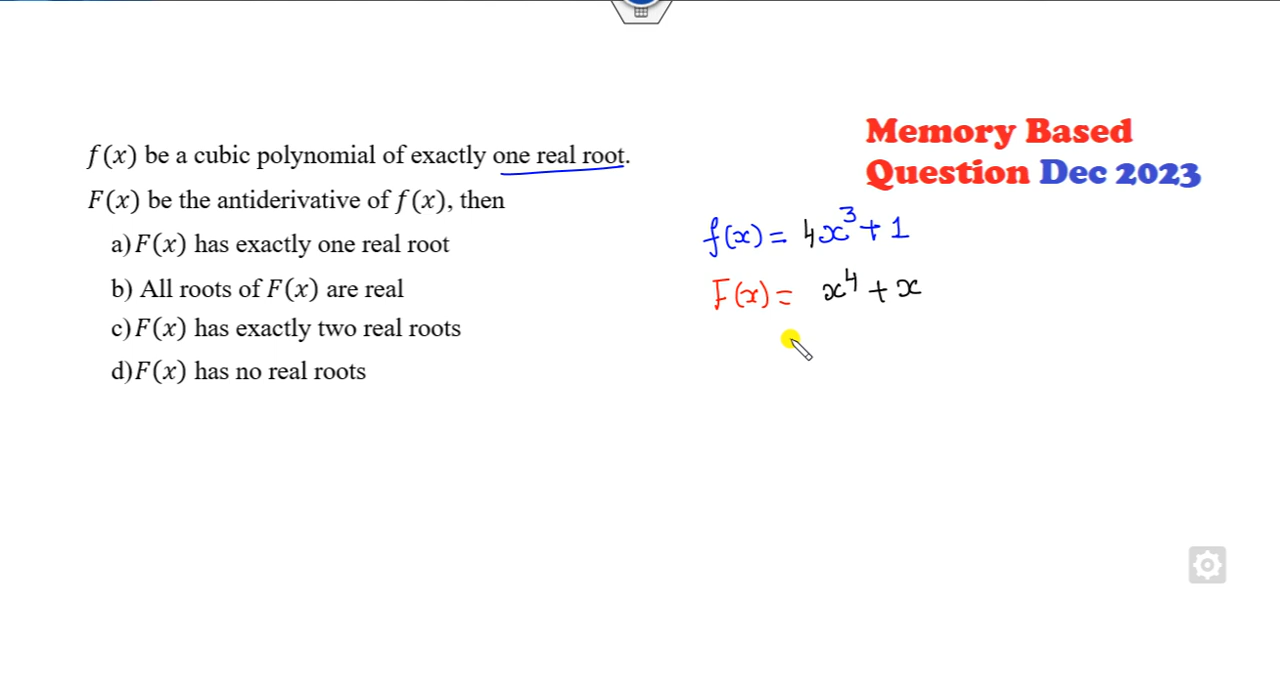 Memory Based
Question Dec 2023
f(x) be a cubic polynomial of exactly one real root.
F(x) be the antiderivative of f(x), then
a) F(x) has exactly one real root
b) All roots of F(x) are real
c) F(x) has exactly two real roots
d) F(x) has no real roots
f(x) = 4x³ + 1
F(x) = x⁴ + x